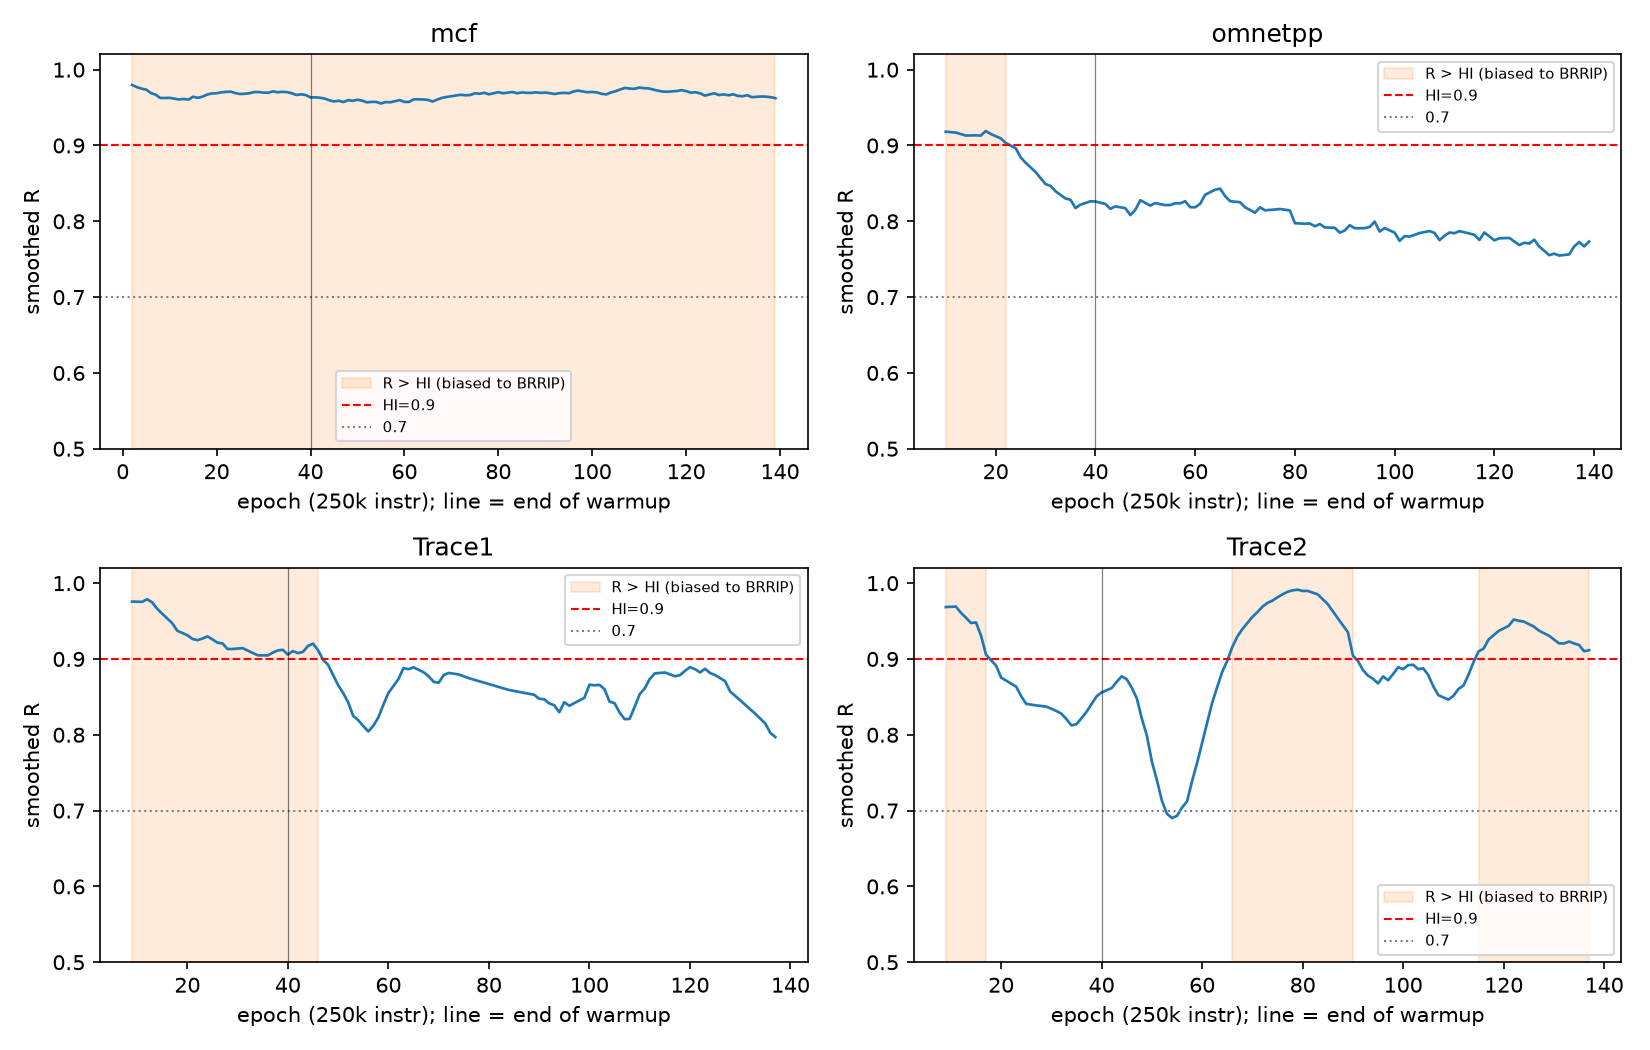 mcf
1.0
0.9
0.8
0.7
0.6
0.5
smoothed R
R > HI (biased to BRRIP)
HI=0.9
0.7
0 20 40 60 80 100 120 140
epoch (250k instr); line = end of warmup
omnetpp
1.0
0.9
0.8
0.7
0.6
0.5
smoothed R
R > HI (biased to BRRIP)
HI=0.9
0.7
20 40 60 80 100 120 140
epoch (250k instr); line = end of warmup
Trace1
1.0
0.9
0.8
0.7
0.6
0.5
smoothed R
R > HI (biased to BRRIP)
HI=0.9
0.7
20 40 60 80 100 120 140
epoch (250k instr); line = end of warmup
Trace2
1.0
0.9
0.8
0.7
0.6
0.5
smoothed R
R > HI (biased to BRRIP)
HI=0.9
0.7
20 40 60 80 100 120 140
epoch (250k instr); line = end of warmup